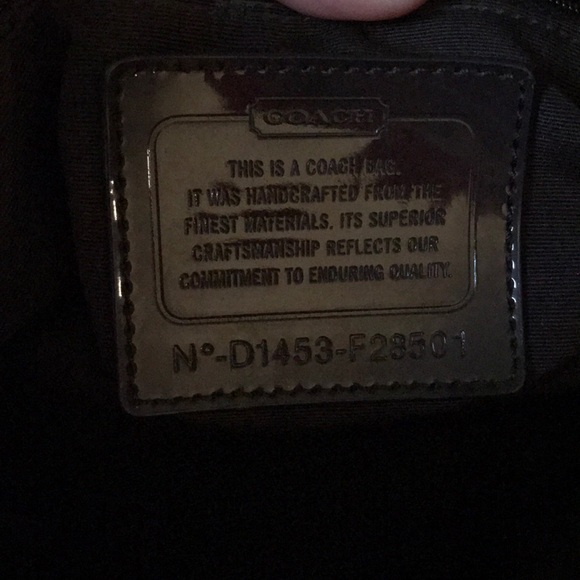 COACH
THIS IS A COACH BAG.
IT WAS HANDCRAFTED FROM THE
FINEST MATERIALS. ITS SUPERIOR
CRAFTSMANSHIP REFLECTS OUR
COMMITMENT TO ENDURING QUALITY.
Nº-D1453-F28501